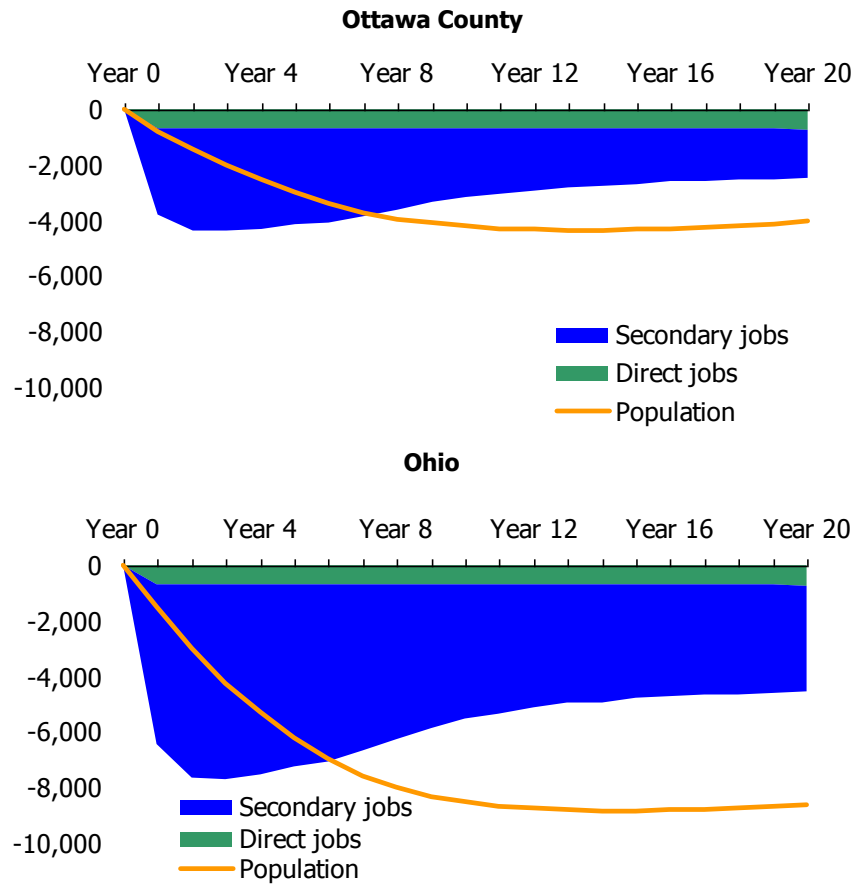 Ottawa County
Year 0 Year 4 Year 8 Year 12 Year 16 Year 20
0
-2,000
-4,000
-6,000
-8,000
-10,000
Secondary jobs
Direct jobs
Population
Ohio
Year 0 Year 4 Year 8 Year 12 Year 16 Year 20
0
-2,000
-4,000
-6,000
-8,000
-10,000
Secondary jobs
Direct jobs
Population